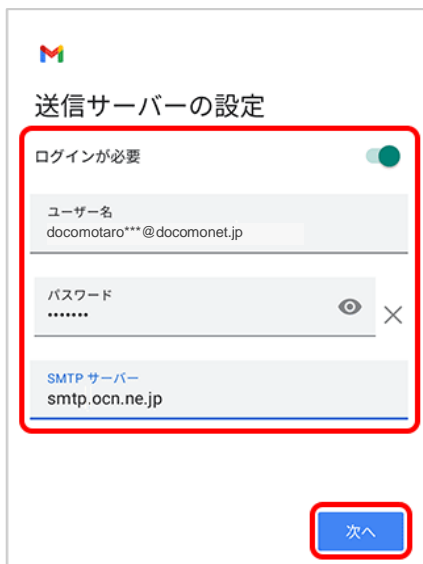 送信サーバーの設定
ログインが必要
ユーザー名
docomotaro***@docomonet.jp
パスワード
•••••••
SMTP サーバー
smtp.ocn.ne.jp
次へ